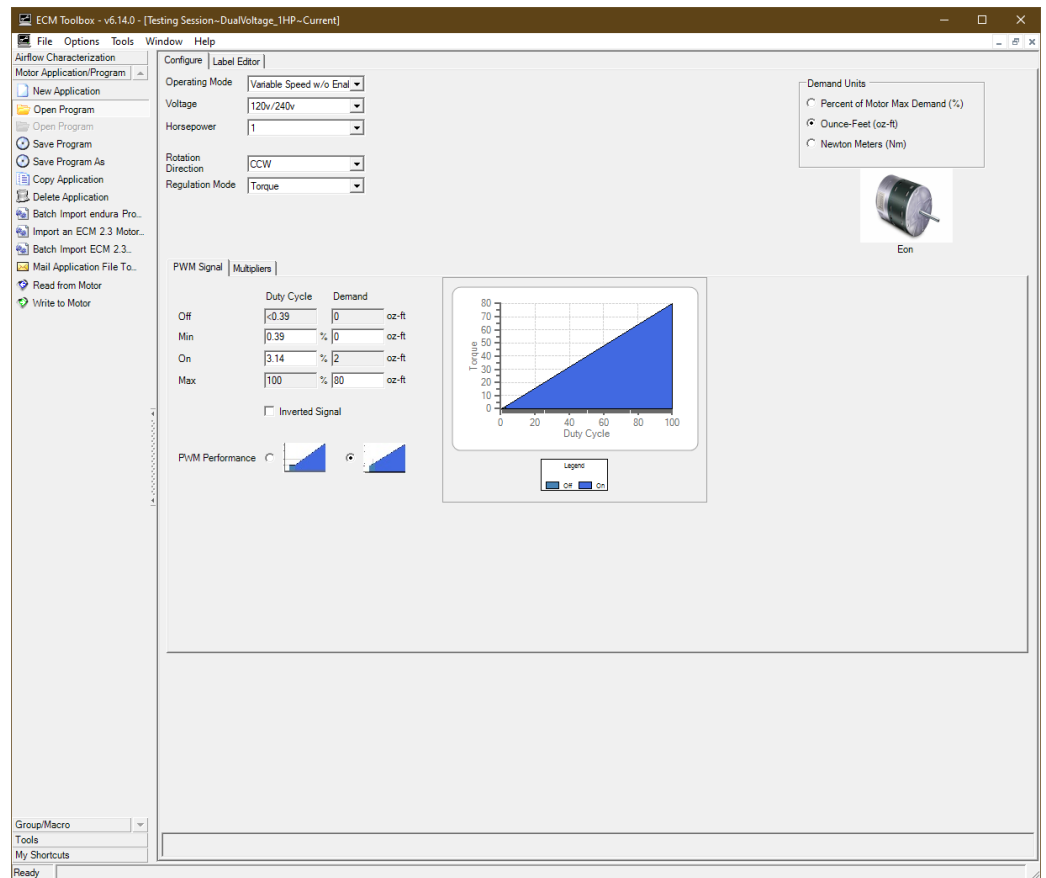 ECM Toolbox - v6.14.0 - [Testing Session~DualVoltage_1HP~Current]
File Options Tools Window Help
Airflow Characterization
Motor Application/Program
New Application
Open Program
Open Program
Save Program
Save Program As
Copy Application
Delete Application
Batch Import endura Pro..
Import an ECM 2.3 Motor..
Batch Import ECM 2.3..
Mail Application File To..
Read from Motor
Write to Motor
Group/Macro
Tools
My Shortcuts
Ready
Configure Label Editor
Operating Mode Variable Speed w/o Enal
Voltage 120v/240v
Horsepower 1
Rotation
Direction CCW
Regulation Mode Torque
Demand Units
Percent of Motor Max Demand (%)
Ounce-Feet (oz-ft)
Newton Meters (Nm)
Eon
PWM Signal Multipliers
Duty Cycle Demand
Off <0.39 0 oz-ft
Min 0.39 % 0 oz-ft
On 3.14 % 2 oz-ft
Max 100 % 80 oz-ft
Inverted Signal
PWM Performance
Torque
80
70
60
50
40
30
20
10
0
0 20 40 60 80 100
Duty Cycle
Legend
Off On